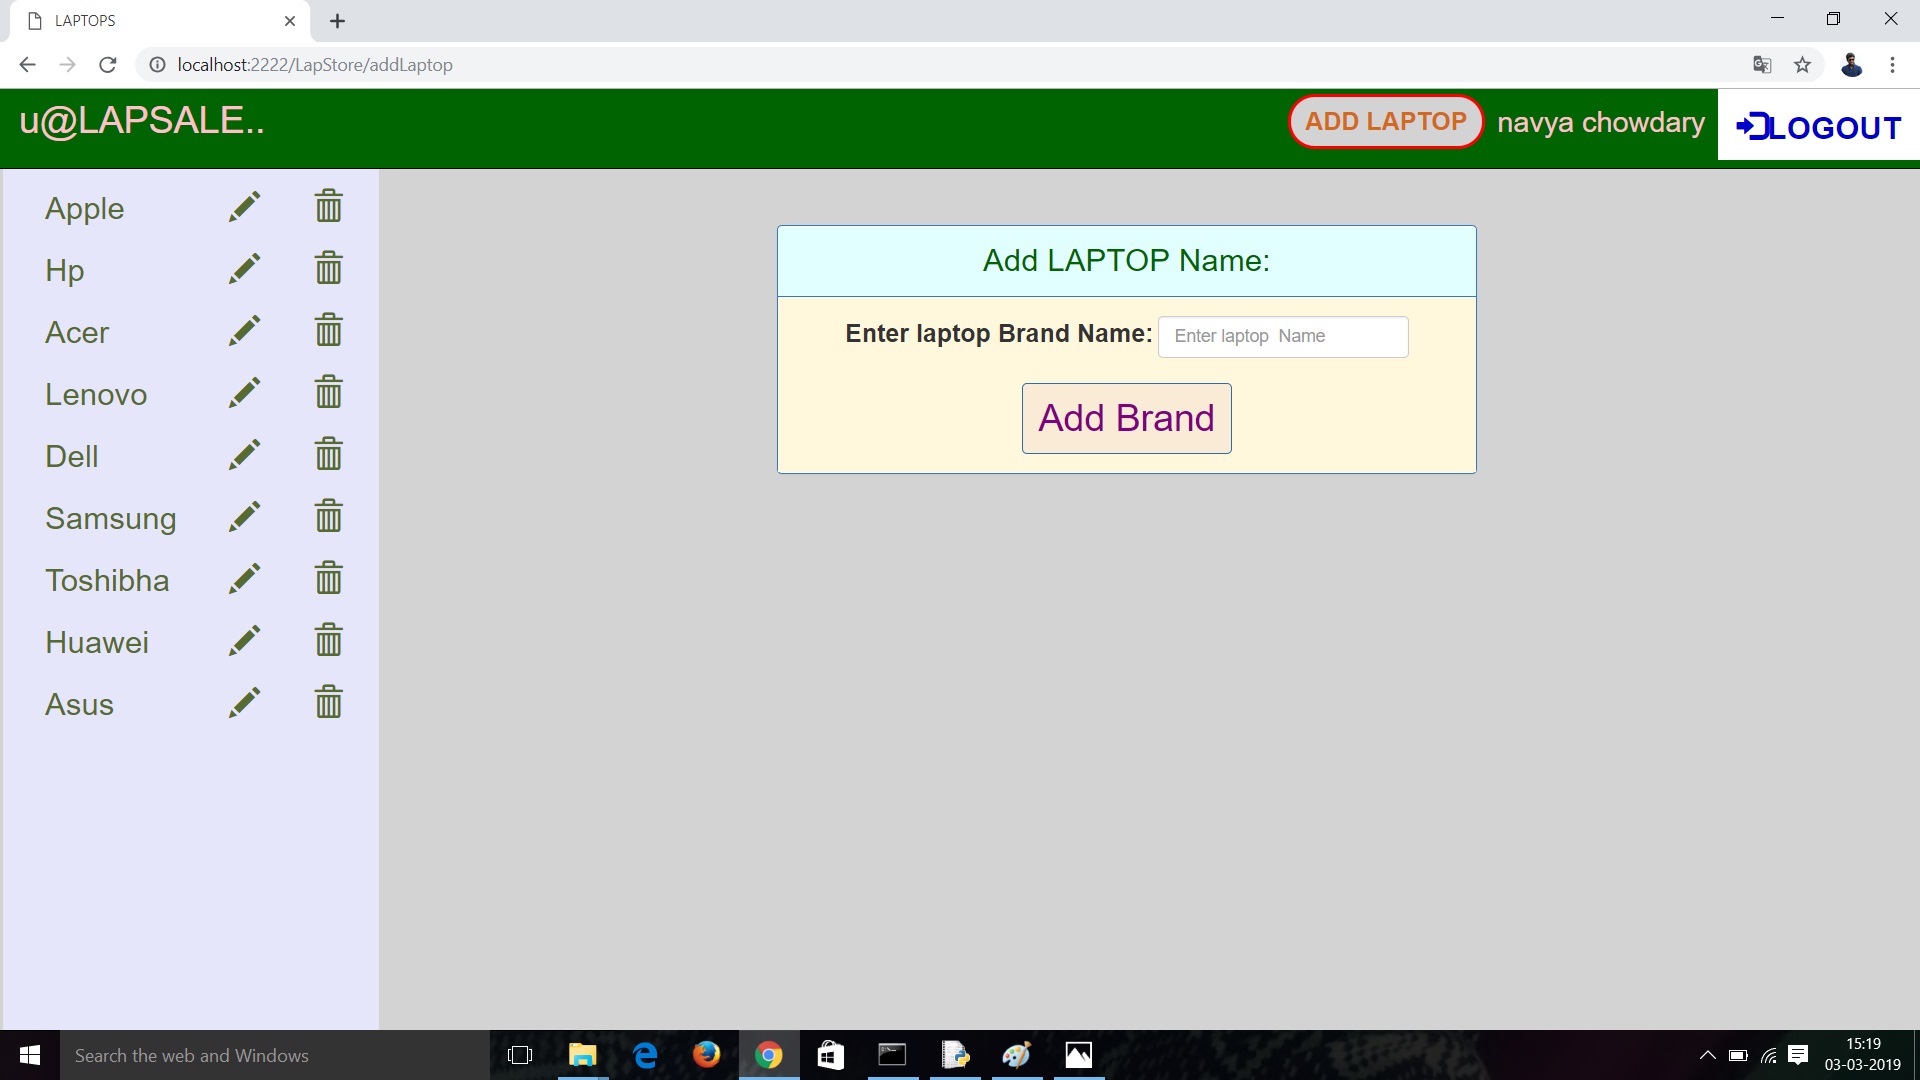 LAPTOPS
localhost:2222/LapStore/addLaptop
u@LAPSALE..
ADD LAPTOP navya chowdary LOGOUT
Apple
Hp
Acer
Lenovo
Dell
Samsung
Toshibha
Huawei
Asus
Add LAPTOP Name:
Enter laptop Brand Name: Enter laptop  Name
Add Brand
Search the web and Windows
15:19
03-03-2019